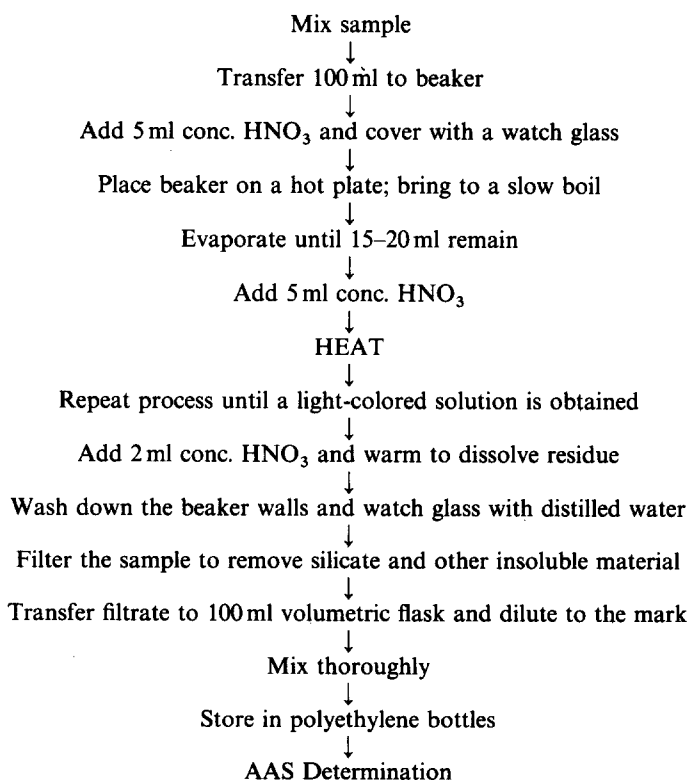 Mix sample
↓
Transfer 100 ml to beaker
↓
Add 5 ml conc. HNO₃ and cover with a watch glass
↓
Place beaker on a hot plate; bring to a slow boil
↓
Evaporate until 15–20 ml remain
↓
Add 5 ml conc. HNO₃
↓
HEAT
↓
Repeat process until a light-colored solution is obtained
↓
Add 2 ml conc. HNO₃ and warm to dissolve residue
↓
Wash down the beaker walls and watch glass with distilled water
↓
Filter the sample to remove silicate and other insoluble material
↓
Transfer filtrate to 100 ml volumetric flask and dilute to the mark
↓
Mix thoroughly
↓
Store in polyethylene bottles
↓
AAS Determination